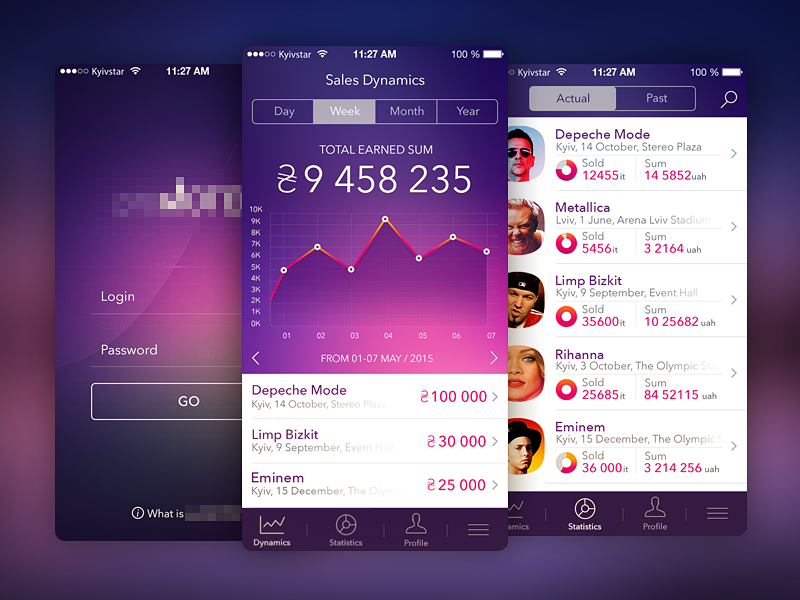 Kyivstar 11:27 AM
Login
Password
GO
What is
Kyivstar 11:27 AM 100 %
Sales Dynamics
Day Week Month Year
TOTAL EARNED SUM
₴ 9 458 235
10K
9K
8K
7K
6K
5K
4K
3K
2K
1K
0K
01 02 03 04 05 06 07
FROM 01-07 MAY / 2015
Depeche Mode
Kyiv, 14 October, Stereo Plaza
₴100 000
Limp Bizkit
Kyiv, 9 September, Event Hall
₴30 000
Eminem
Kyiv, 15 December, The Olym
₴25 000
Dynamics Statistics Profile
Kyivstar 11:27 AM 100 %
Actual Past
Depeche Mode
Kyiv, 14 October, Stereo Plaza
Sold Sum
12455it 14 5852uah
Metallica
Lviv, 1 June, Arena Lviv Stadium
Sold Sum
5456it 3 2164 uah
Limp Bizkit
Kyiv, 9 September, Event Hall
Sold Sum
35600it 10 25682 uah
Rihanna
Kyiv, 3 October, The Olympic Sta
Sold Sum
25685it 84 52115 uah
Eminem
Kyiv, 15 December, The Olympic S
Sold Sum
36 000it 3 214 256 uah
amics Statistics Profile